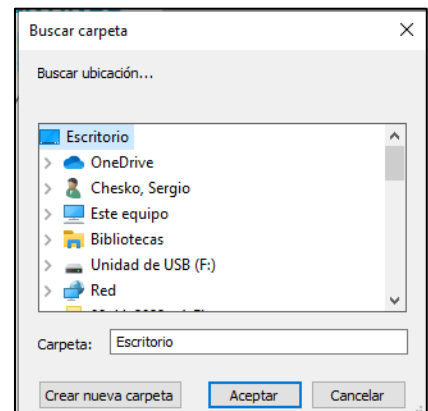 Buscar carpeta
Buscar ubicación...
Escritorio
OneDrive
Chesko, Sergio
Este equipo
Bibliotecas
Unidad de USB (F:)
Red
Carpeta: Escritorio
Crear nueva carpeta Aceptar Cancelar